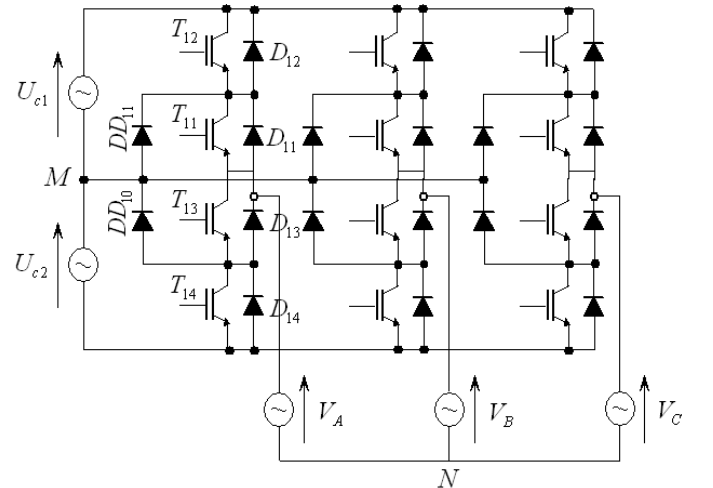 T12
D12
Uc1
DD11
T11
D11
M
DD10
T13
D13
Uc2
T14
D14
VA
VB
VC
N